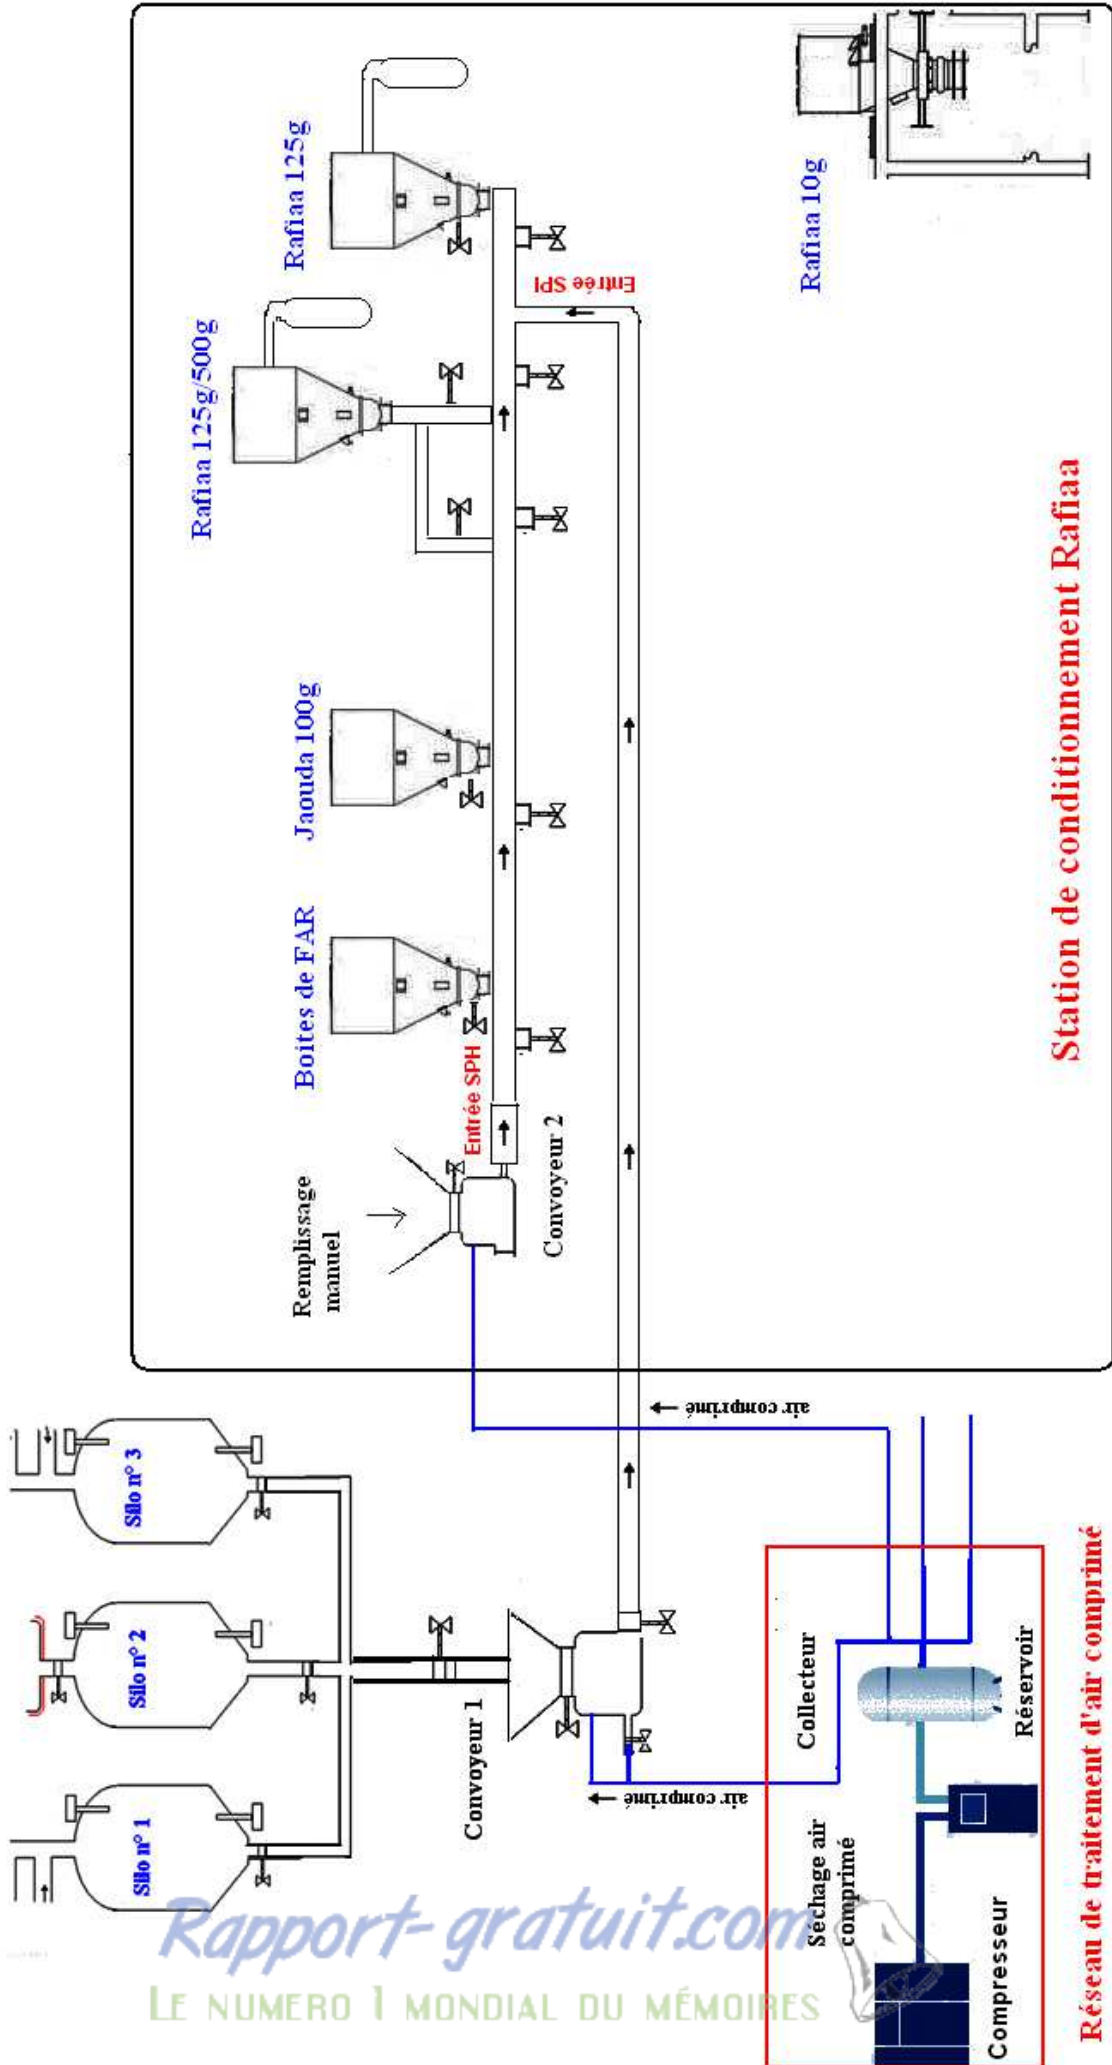 Silo n° 1
Silo n° 2
Silo n° 3
Remplissage
manuel
Boites de FAR
Jaouda 100g
Rafiaa 125g/500g
Rafiaa 125g
Entrée SPH
Entrée SPI
Convoyeur 1
Convoyeur 2
air comprimé
air comprimé
Séchage air
comprimé
Collecteur
Compresseur
Réservoir
Rafiaa 10g
Réseau de traitement d'air comprimé
Station de conditionnement Rafiaa
Rapport-gratuit.com
LE NUMERO 1 MONDIAL DU MÉMOIRES